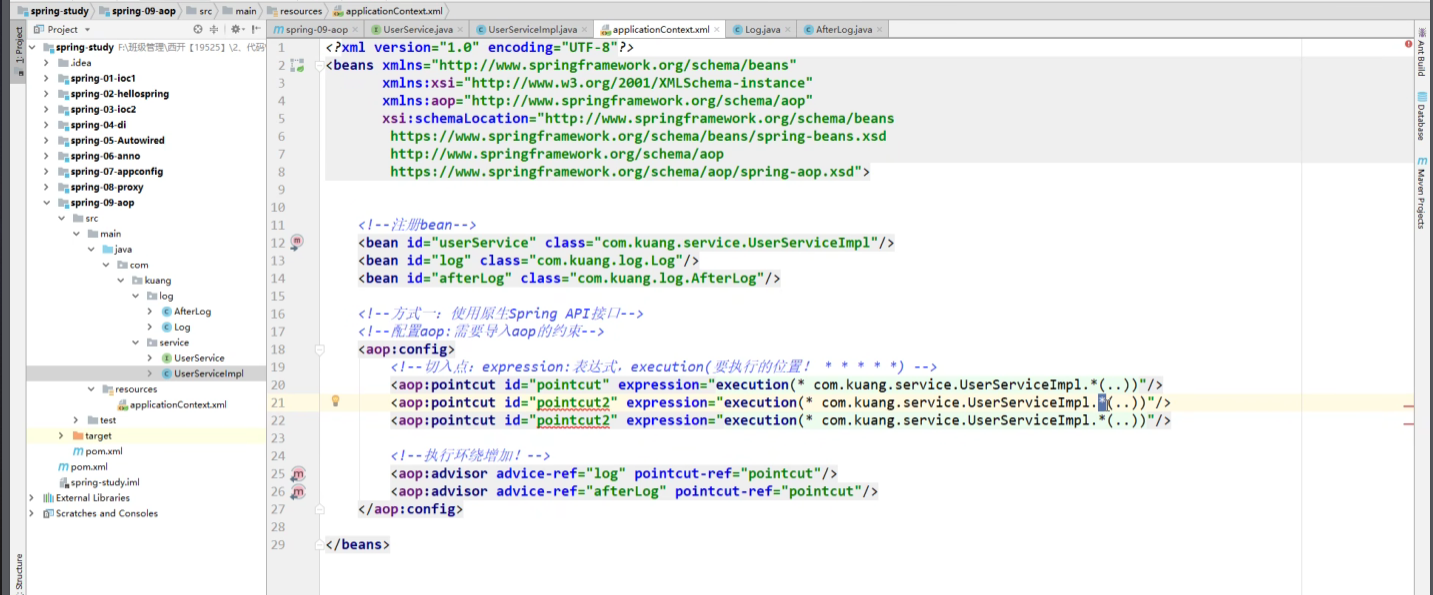 spring-study spring-09-aop src main resources applicationContext.xml
Project
spring-09-aop UserService.java UserServiceImpl.java applicationContext.xml Log.java AfterLog.java
1: Project
Structure
Ant Build
Database
Maven Projects
spring-study F:\班级管理\西开【19525】\2、代码
.idea
spring-01-ioc1
spring-02-hellospring
spring-03-ioc2
spring-04-di
spring-05-Autowired
spring-06-anno
spring-07-appconfig
spring-08-proxy
spring-09-aop
src
main
java
com
kuang
log
AfterLog
Log
service
UserService
UserServiceImpl
resources
applicationContext.xml
test
target
pom.xml
pom.xml
spring-study.iml
External Libraries
Scratches and Consoles
1 <?xml version="1.0" encoding="UTF-8"?>
2 <beans xmlns="http://www.springframework.org/schema/beans"
3 xmlns:xsi="http://www.w3.org/2001/XMLSchema-instance"
4 xmlns:aop="http://www.springframework.org/schema/aop"
5 xsi:schemaLocation="http://www.springframework.org/schema/beans
6 https://www.springframework.org/schema/beans/spring-beans.xsd
7 http://www.springframework.org/schema/aop
8 https://www.springframework.org/schema/aop/spring-aop.xsd">
9
10
11 <!--注册bean-->
12 <bean id="userService" class="com.kuang.service.UserServiceImpl"/>
13 <bean id="log" class="com.kuang.log.Log"/>
14 <bean id="afterLog" class="com.kuang.log.AfterLog"/>
15
16 <!--方式一：使用原生Spring API接口-->
17 <!--配置aop:需要导入aop的约束-->
18 <aop:config>
19 <!--切入点：expression:表达式，execution(要执行的位置！ * * * * *) -->
20 <aop:pointcut id="pointcut" expression="execution(* com.kuang.service.UserServiceImpl.*(..))"/>
21 <aop:pointcut id="pointcut2" expression="execution(* com.kuang.service.UserServiceImpl.*(..))"/>
22 <aop:pointcut id="pointcut2" expression="execution(* com.kuang.service.UserServiceImpl.*(..))"/>
23
24 <!--执行环绕增加！-->
25 <aop:advisor advice-ref="log" pointcut-ref="pointcut"/>
26 <aop:advisor advice-ref="afterLog" pointcut-ref="pointcut"/>
27 </aop:config>
28
29 </beans>